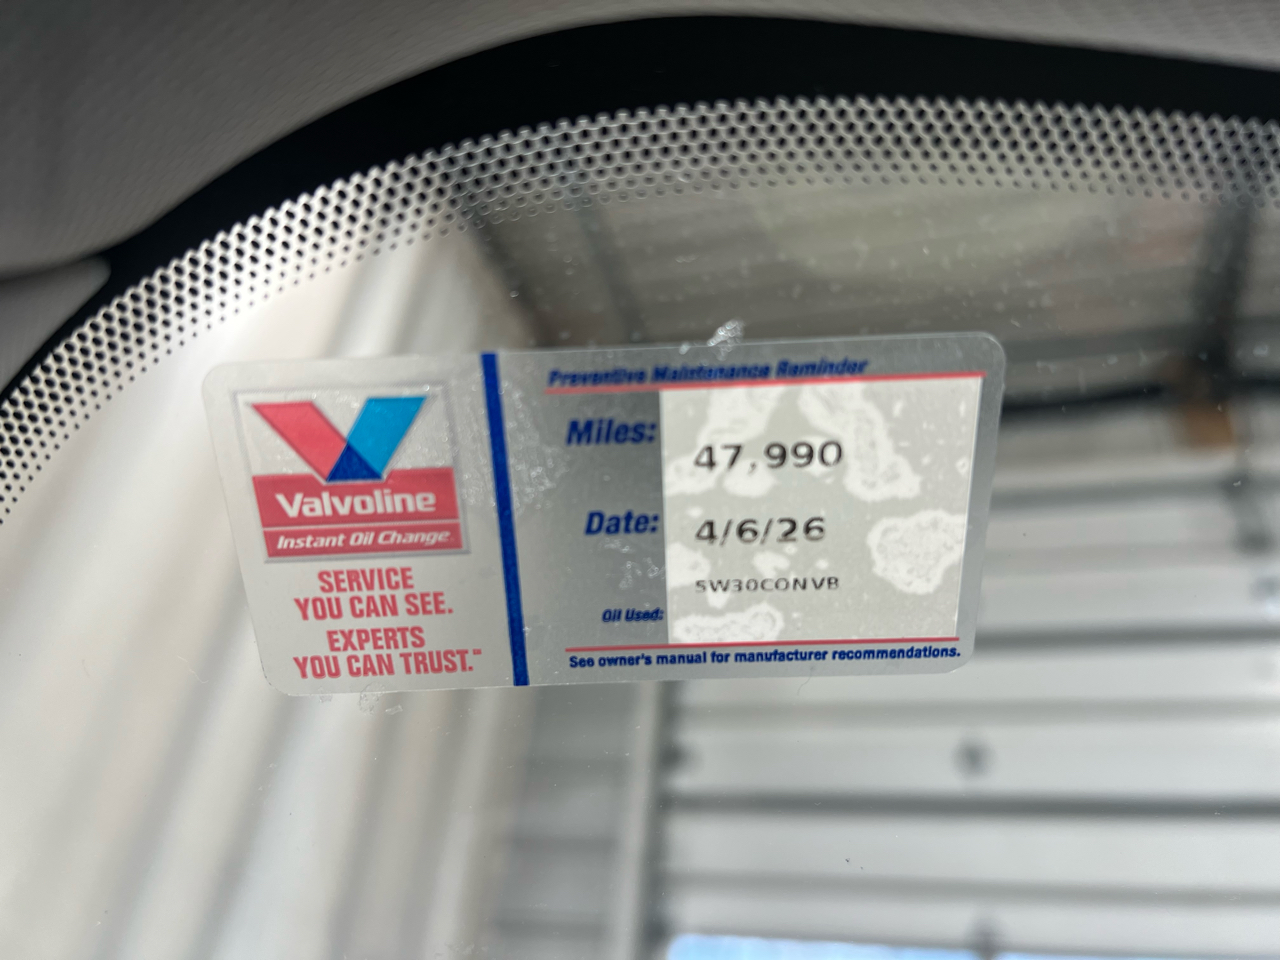 Preventive Maintenance Reminder
Miles: 47,990
Date: 4/6/26
5W30CONVB
Oil Used:
See owner's manual for manufacturer recommendations.
Valvoline
Instant Oil Change
SERVICE
YOU CAN SEE.
EXPERTS
YOU CAN TRUST.℠